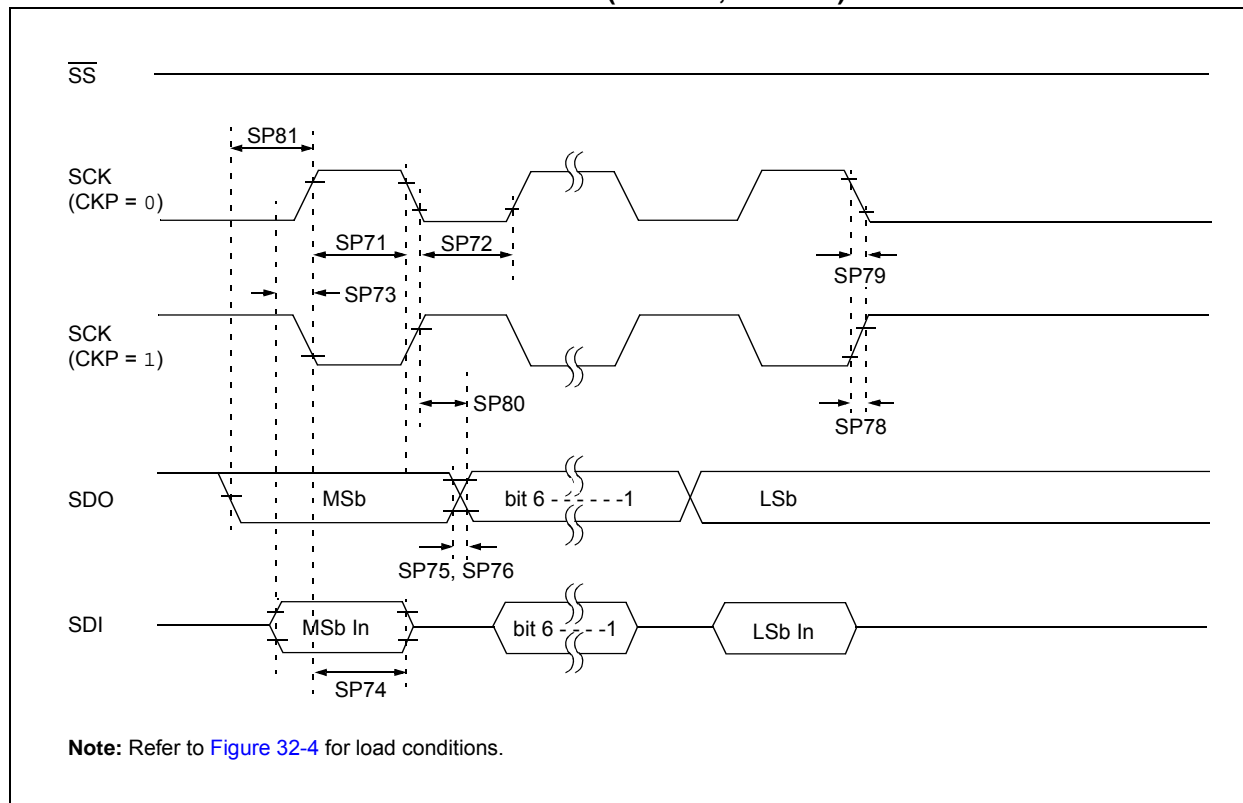 SS
SP81
SCK
(CKP = 0)
SP71
SP72
SP79
SP73
SCK
(CKP = 1)
SP80
SP78
SDO
MSb
bit 6 - - - - - - -1
LSb
SP75, SP76
SDI
MSb In
bit 6 - - - -1
LSb In
SP74
Note: Refer to Figure 32-4 for load conditions.